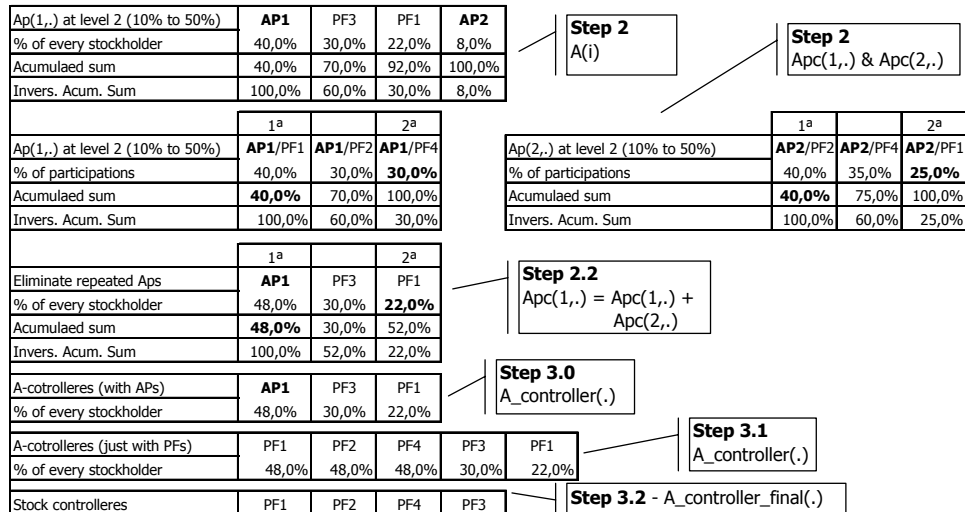 Ap(1,.) at level 2 (10% to 50%) AP1 PF3 PF1 AP2
% of every stockholder 40,0% 30,0% 22,0% 8,0%
Acumulaed sum 40,0% 70,0% 92,0% 100,0%
Invers. Acum. Sum 100,0% 60,0% 30,0% 8,0%
Step 2
A(i)
Step 2
Apc(1,.) & Apc(2,.)
1ª 2ª
Ap(1,.) at level 2 (10% to 50%) AP1/PF1 AP1/PF2 AP1/PF4
% of participations 40,0% 30,0% 30,0%
Acumulaed sum 40,0% 70,0% 100,0%
Invers. Acum. Sum 100,0% 60,0% 30,0%
1ª 2ª
Ap(2,.) at level 2 (10% to 50%) AP2/PF2 AP2/PF4 AP2/PF1
% of participations 40,0% 35,0% 25,0%
Acumulaed sum 40,0% 75,0% 100,0%
Invers. Acum. Sum 100,0% 60,0% 25,0%
1ª 2ª
Eliminate repeated Aps AP1 PF3 PF1
% of every stockholder 48,0% 30,0% 22,0%
Acumulaed sum 48,0% 30,0% 52,0%
Invers. Acum. Sum 100,0% 52,0% 22,0%
Step 2.2
Apc(1,.) = Apc(1,.) +
Apc(2,.)
A-cotrolleres (with APs) AP1 PF3 PF1
% of every stockholder 48,0% 30,0% 22,0%
Step 3.0
A_controller(.)
A-cotrolleres (just with PFs) PF1 PF2 PF4 PF3 PF1
% of every stockholder 48,0% 48,0% 48,0% 30,0% 22,0%
Step 3.1
A_controller(.)
Stock controlleres PF1 PF2 PF4 PF3
Step 3.2 - A_controller_final(.)